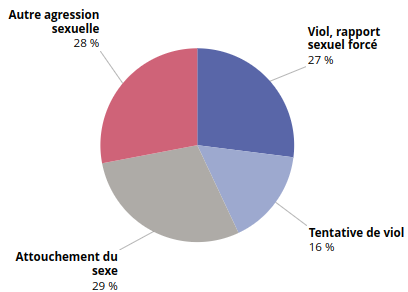 Autre agression
sexuelle
28 %
Viol, rapport
sexuel forcé
27 %
Tentative de viol
16 %
Attouchement du
sexe
29 %